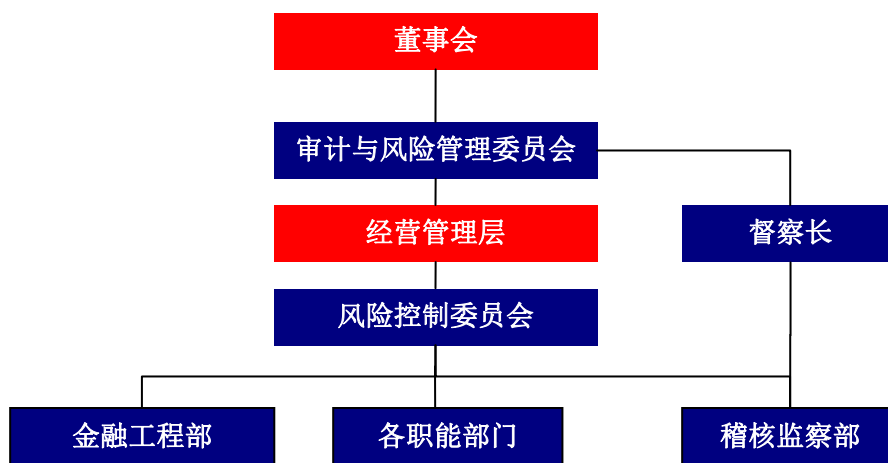 董事会
审计与风险管理委员会
经营管理层
督察长
风险控制委员会
金融工程部
各职能部门
稽核监察部